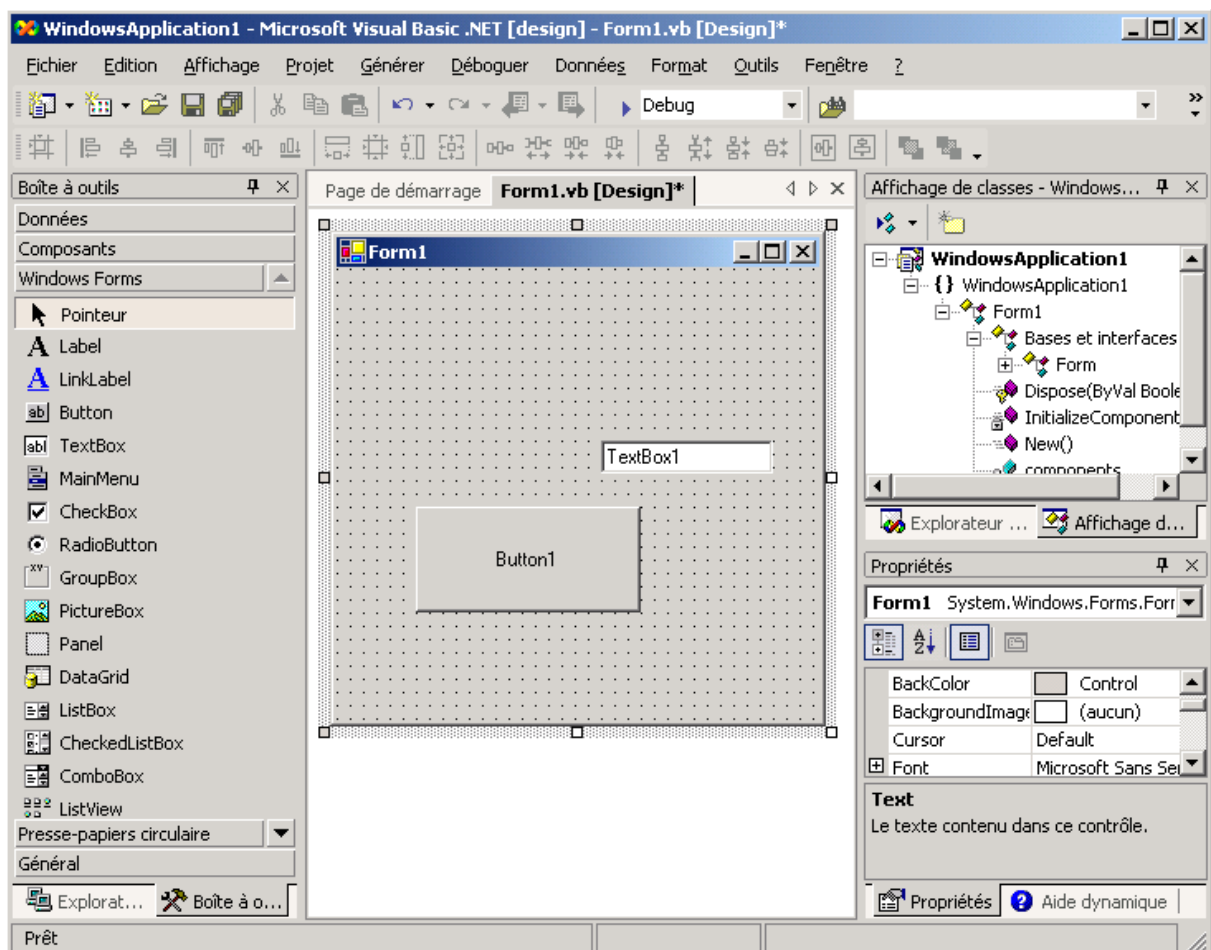 WindowsApplication1 - Microsoft Visual Basic .NET [design] - Form1.vb [Design]*
Fichier Edition Affichage Projet Générer Déboguer Données Format Outils Fenêtre ?
Debug
Boîte à outils
Données
Composants
Windows Forms
Pointeur
Label
LinkLabel
Button
TextBox
MainMenu
CheckBox
RadioButton
GroupBox
PictureBox
Panel
DataGrid
ListBox
CheckedListBox
ComboBox
ListView
Presse-papiers circulaire
Général
Explorat... Boîte à o...
Page de démarrage Form1.vb [Design]*
Form1
TextBox1
Button1
Affichage de classes - Windows...
WindowsApplication1
{} WindowsApplication1
Form1
Bases et interfaces
Form
Dispose(ByVal Boole
InitializeComponent
New()
components
Explorateur ... Affichage d...
Propriétés
Form1 System.Windows.Forms.Forr
BackColor Control
BackgroundImage (aucun)
Cursor Default
Font Microsoft Sans Ser
Text
Le texte contenu dans ce contrôle.
Propriétés Aide dynamique
Prêt